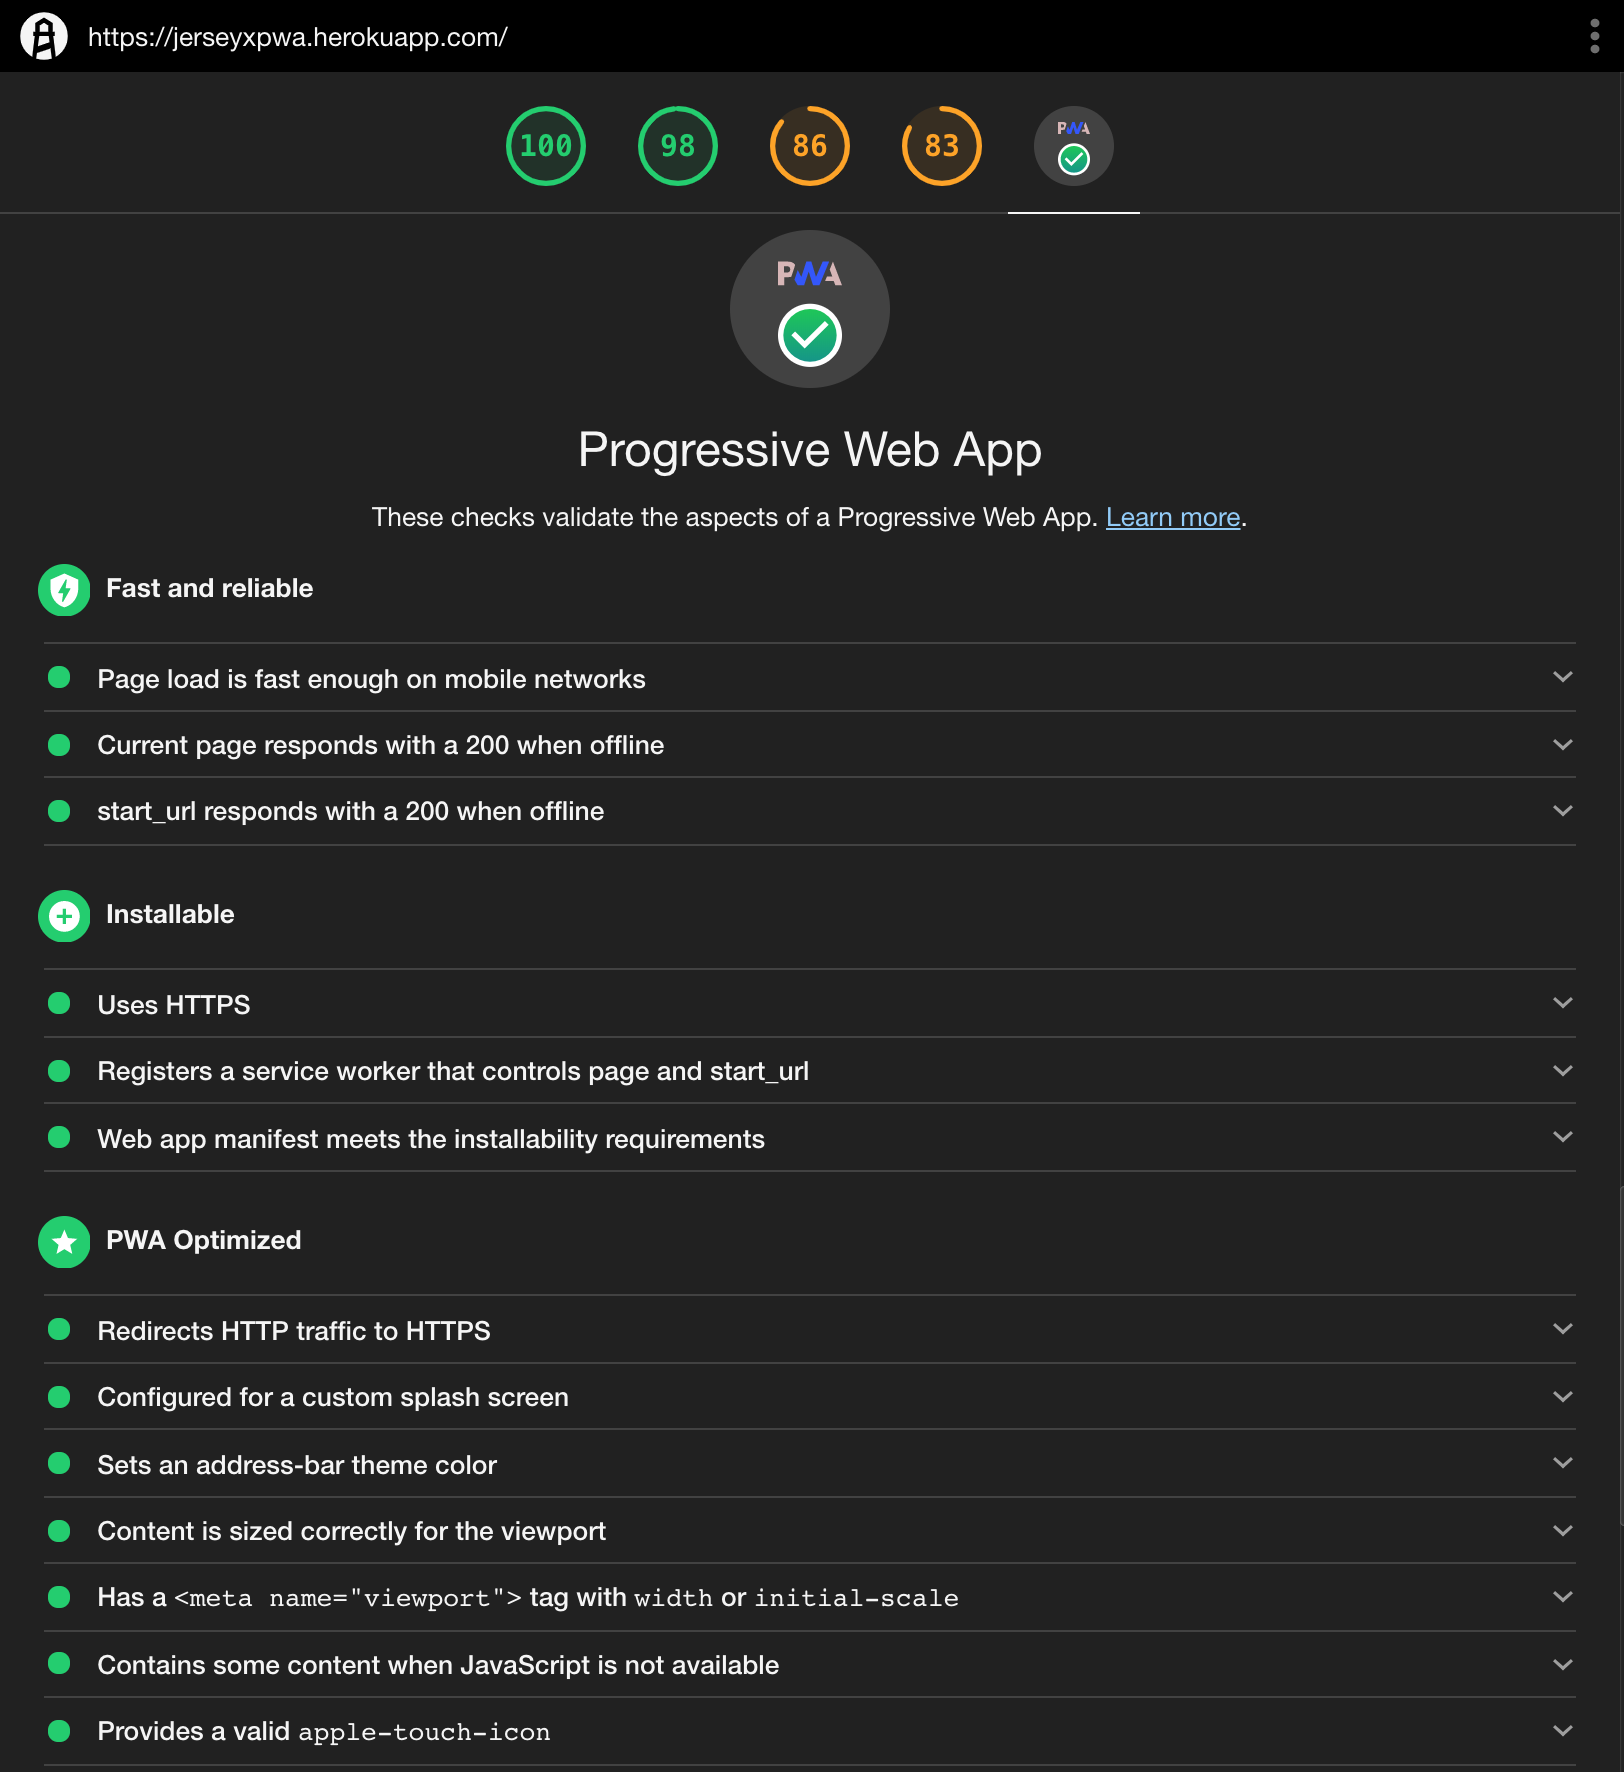 https://jerseyxpwa.herokuapp.com/
100 98 86 83 PWA
PWA
Progressive Web App
These checks validate the aspects of a Progressive Web App. Learn more.
Fast and reliable
Page load is fast enough on mobile networks
Current page responds with a 200 when offline
start_url responds with a 200 when offline
Installable
Uses HTTPS
Registers a service worker that controls page and start_url
Web app manifest meets the installability requirements
PWA Optimized
Redirects HTTP traffic to HTTPS
Configured for a custom splash screen
Sets an address-bar theme color
Content is sized correctly for the viewport
Has a <meta name="viewport"> tag with width or initial-scale
Contains some content when JavaScript is not available
Provides a valid apple-touch-icon